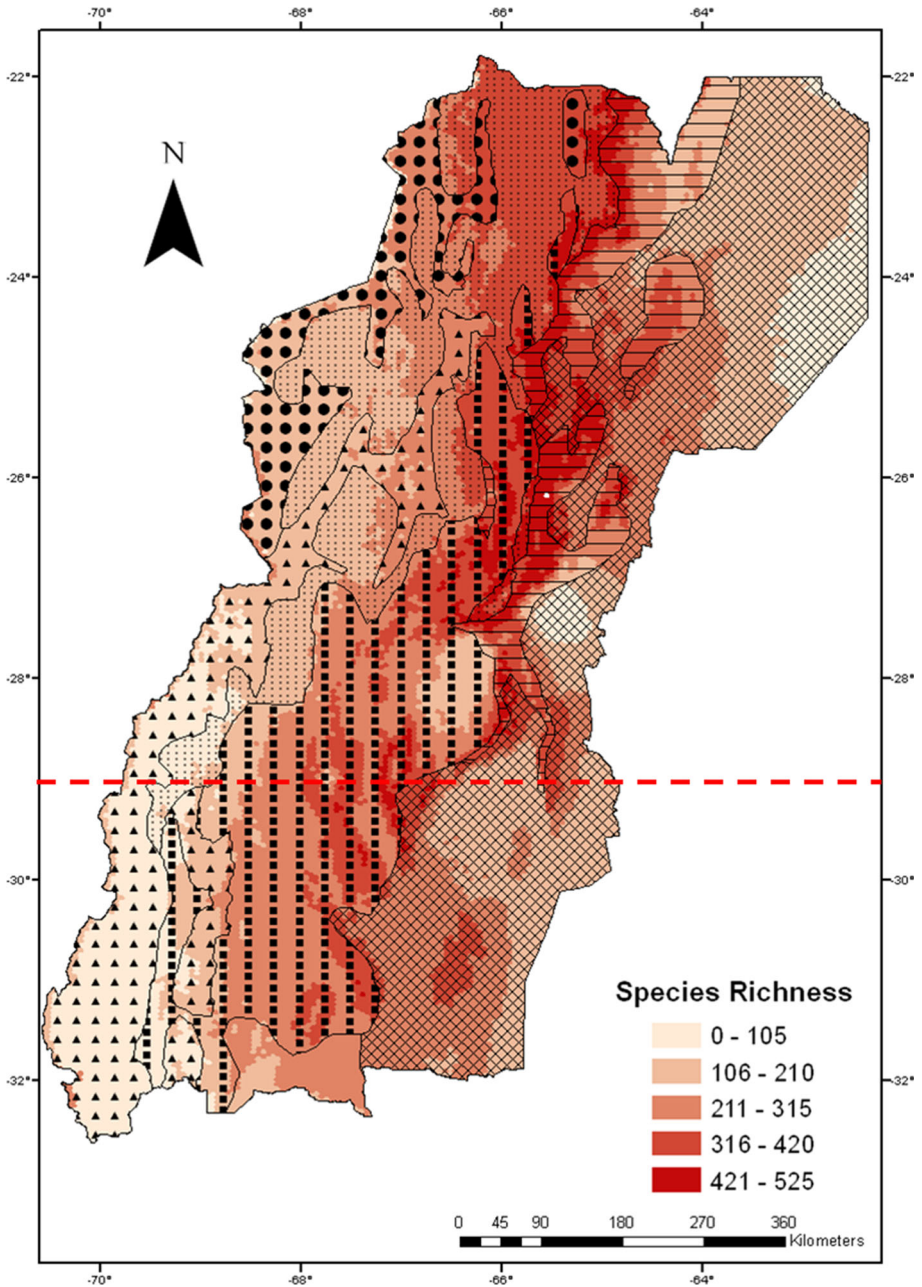 -70° -68° -66° -64°
-22° -22°
N
-24° -24°
-26° -26°
-28° -28°
-30° -30°
Species Richness
0 - 105
106 - 210
211 - 315
-32° -32°
316 - 420
421 - 525
0 45 90 180 270 360
Kilometers
-70° -68° -66° -64°